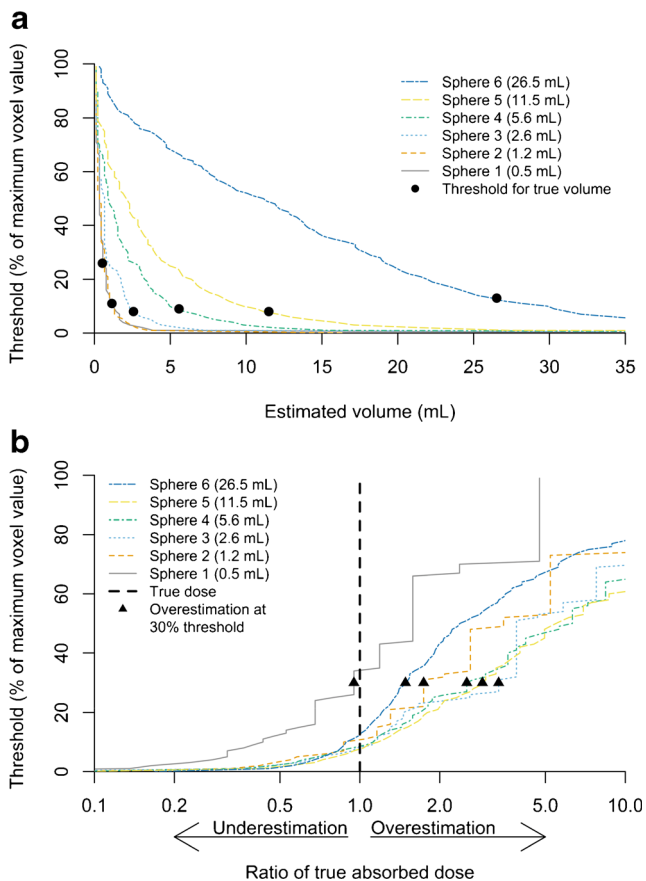 a
Threshold (% of maximum voxel value)
100
80
60
40
20
0
Sphere 6 (26.5 mL)
Sphere 5 (11.5 mL)
Sphere 4 (5.6 mL)
Sphere 3 (2.6 mL)
Sphere 2 (1.2 mL)
Sphere 1 (0.5 mL)
Threshold for true volume
0 5 10 15 20 25 30 35
Estimated volume (mL)
b
Threshold (% of maximum voxel value)
100
80
60
40
20
0
Sphere 6 (26.5 mL)
Sphere 5 (11.5 mL)
Sphere 4 (5.6 mL)
Sphere 3 (2.6 mL)
Sphere 2 (1.2 mL)
Sphere 1 (0.5 mL)
True dose
Overestimation at
30% threshold
0.1 0.2 0.5 1.0 2.0 5.0 10.0
Underestimation Overestimation
Ratio of true absorbed dose